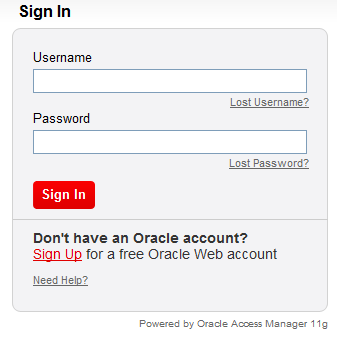 Sign In
Username
Lost Username?
Password
Lost Password?
Sign In
Don't have an Oracle account?
Sign Up for a free Oracle Web account
Need Help?
Powered by Oracle Access Manager 11g